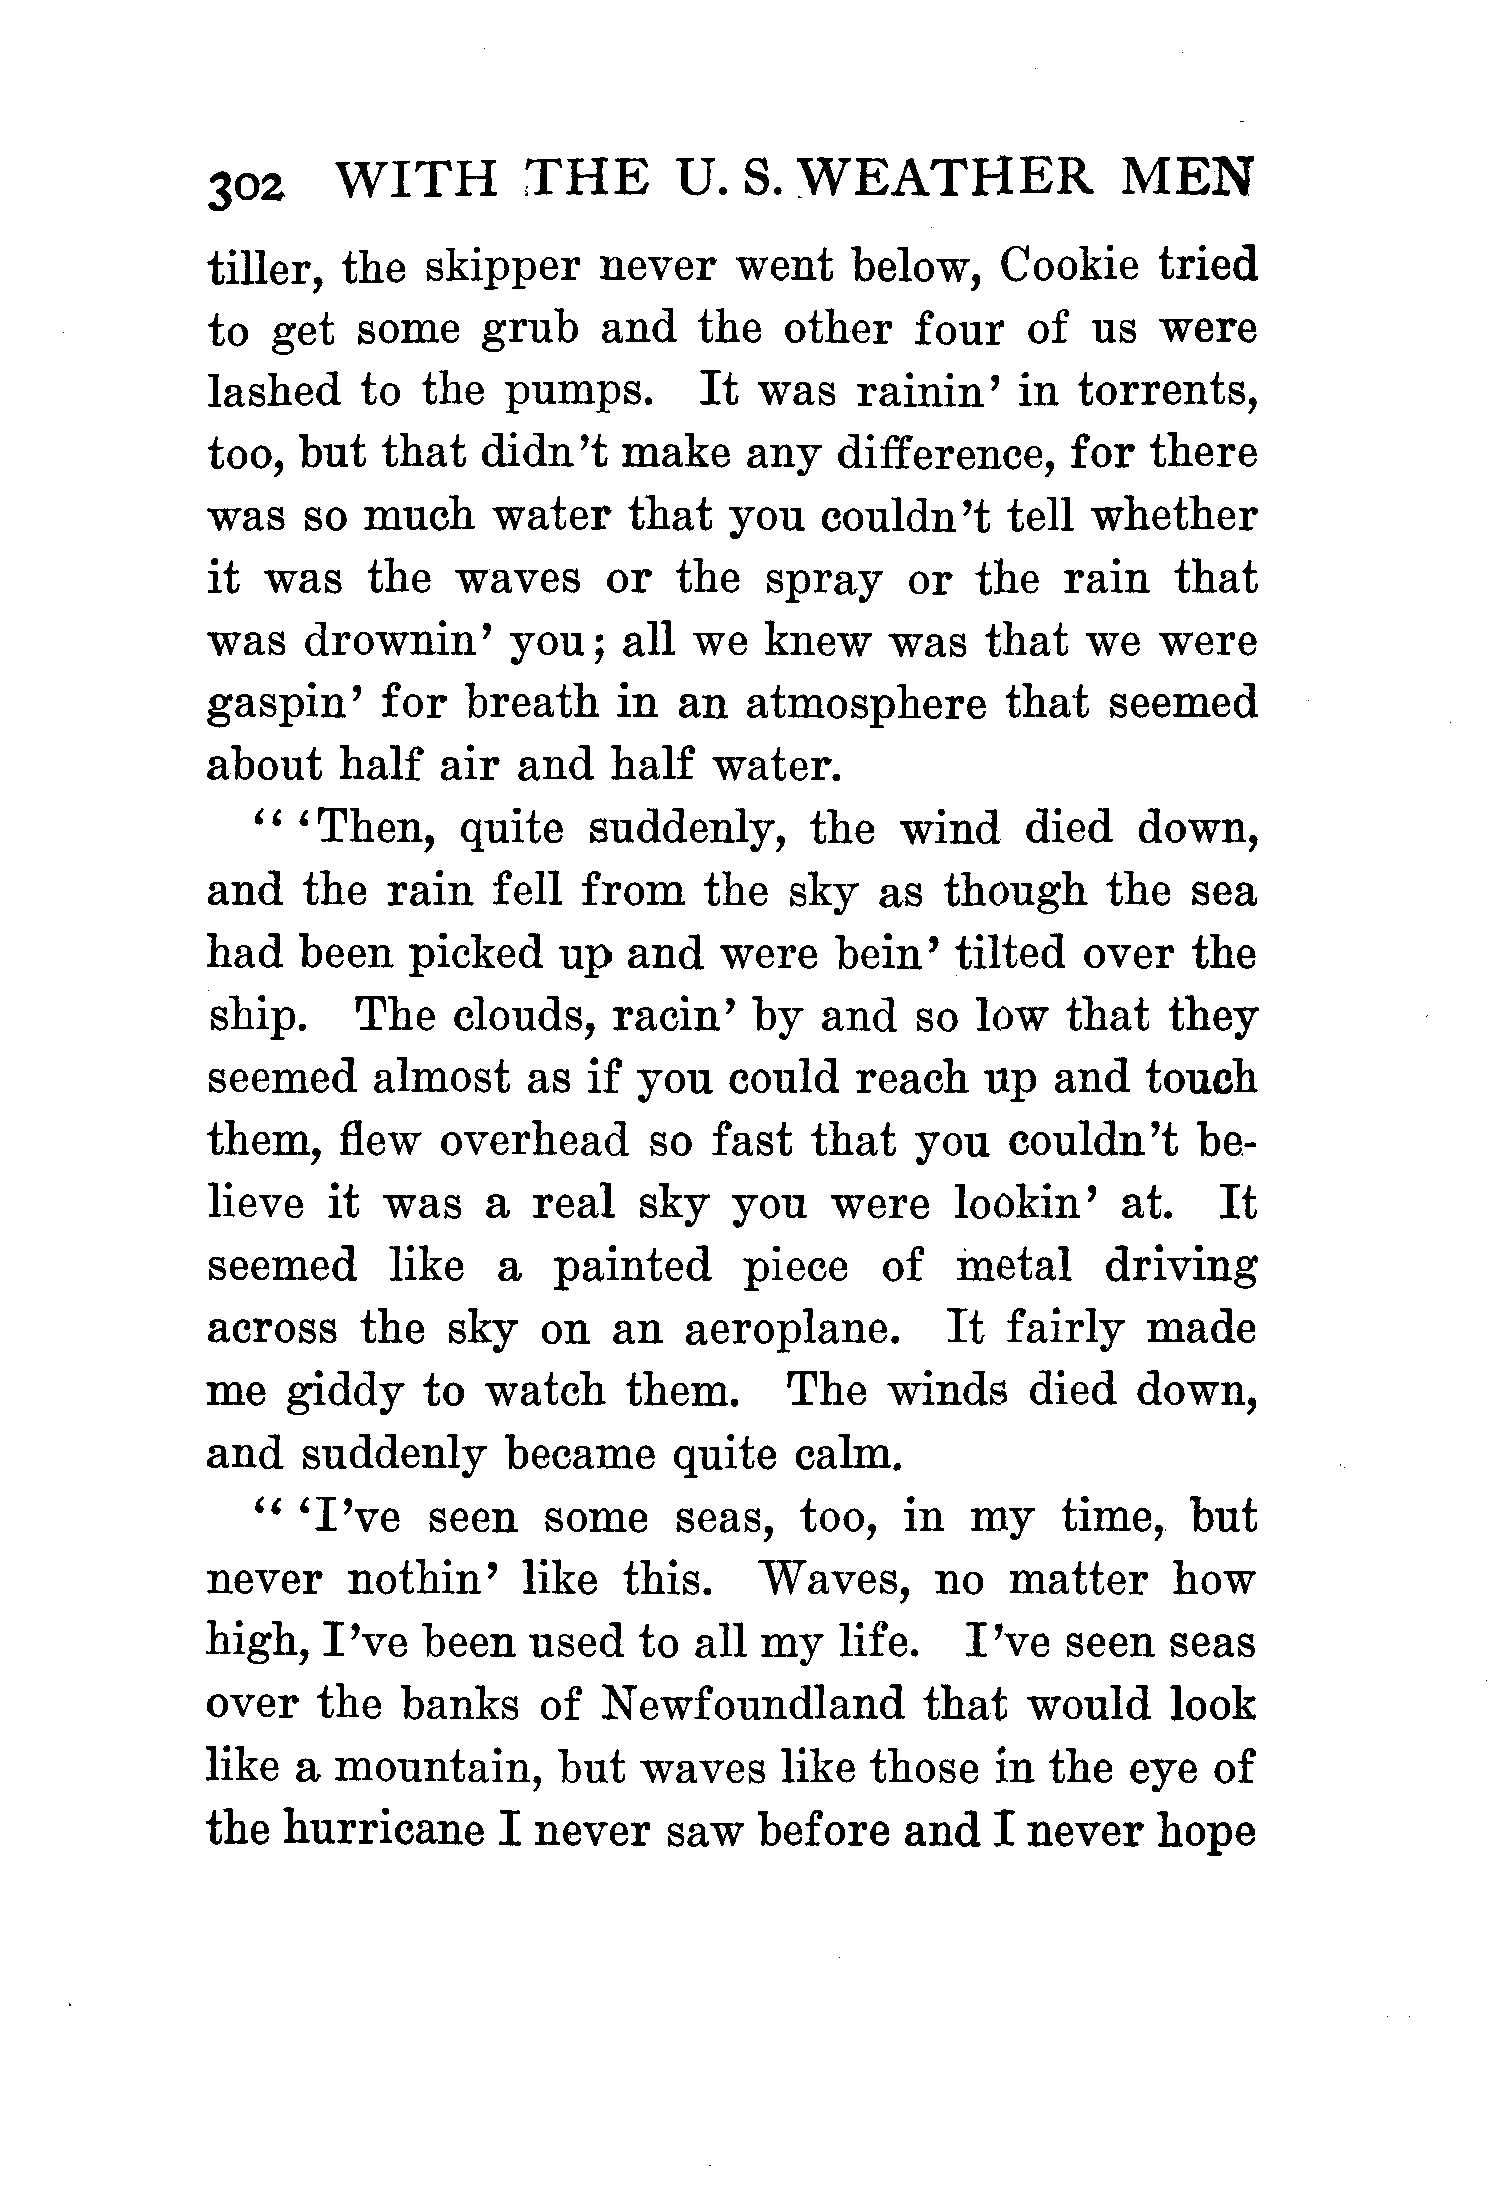 302 WITH THE U. S. WEATHER MEN
tiller, the skipper never went below, Cookie tried
to get some grub and the other four of us were
lashed to the pumps. It was rainin’ in torrents,
too, but that didn’t make any difference, for there
was so much water that you couldn’t tell whether
it was the waves or the spray or the rain that
was drownin’ you; all we knew was that we were
gaspin’ for breath in an atmosphere that seemed
about half air and half water.
“ ‘Then, quite suddenly, the wind died down,
and the rain fell from the sky as though the sea
had been picked up and were bein’ tilted over the
ship. The clouds, racin’ by and so low that they
seemed almost as if you could reach up and touch
them, flew overhead so fast that you couldn’t be-
lieve it was a real sky you were lookin’ at. It
seemed like a painted piece of metal driving
across the sky on an aeroplane. It fairly made
me giddy to watch them. The winds died down,
and suddenly became quite calm.
“ ‘I’ve seen some seas, too, in my time, but
never nothin’ like this. Waves, no matter how
high, I’ve been used to all my life. I’ve seen seas
over the banks of Newfoundland that would look
like a mountain, but waves like those in the eye of
the hurricane I never saw before and I never hope